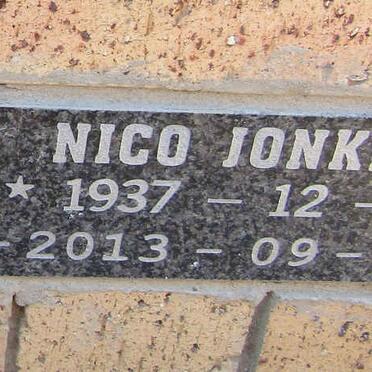 NICO JONK
★ 1937 – 12 –
– 2013 – 09 –